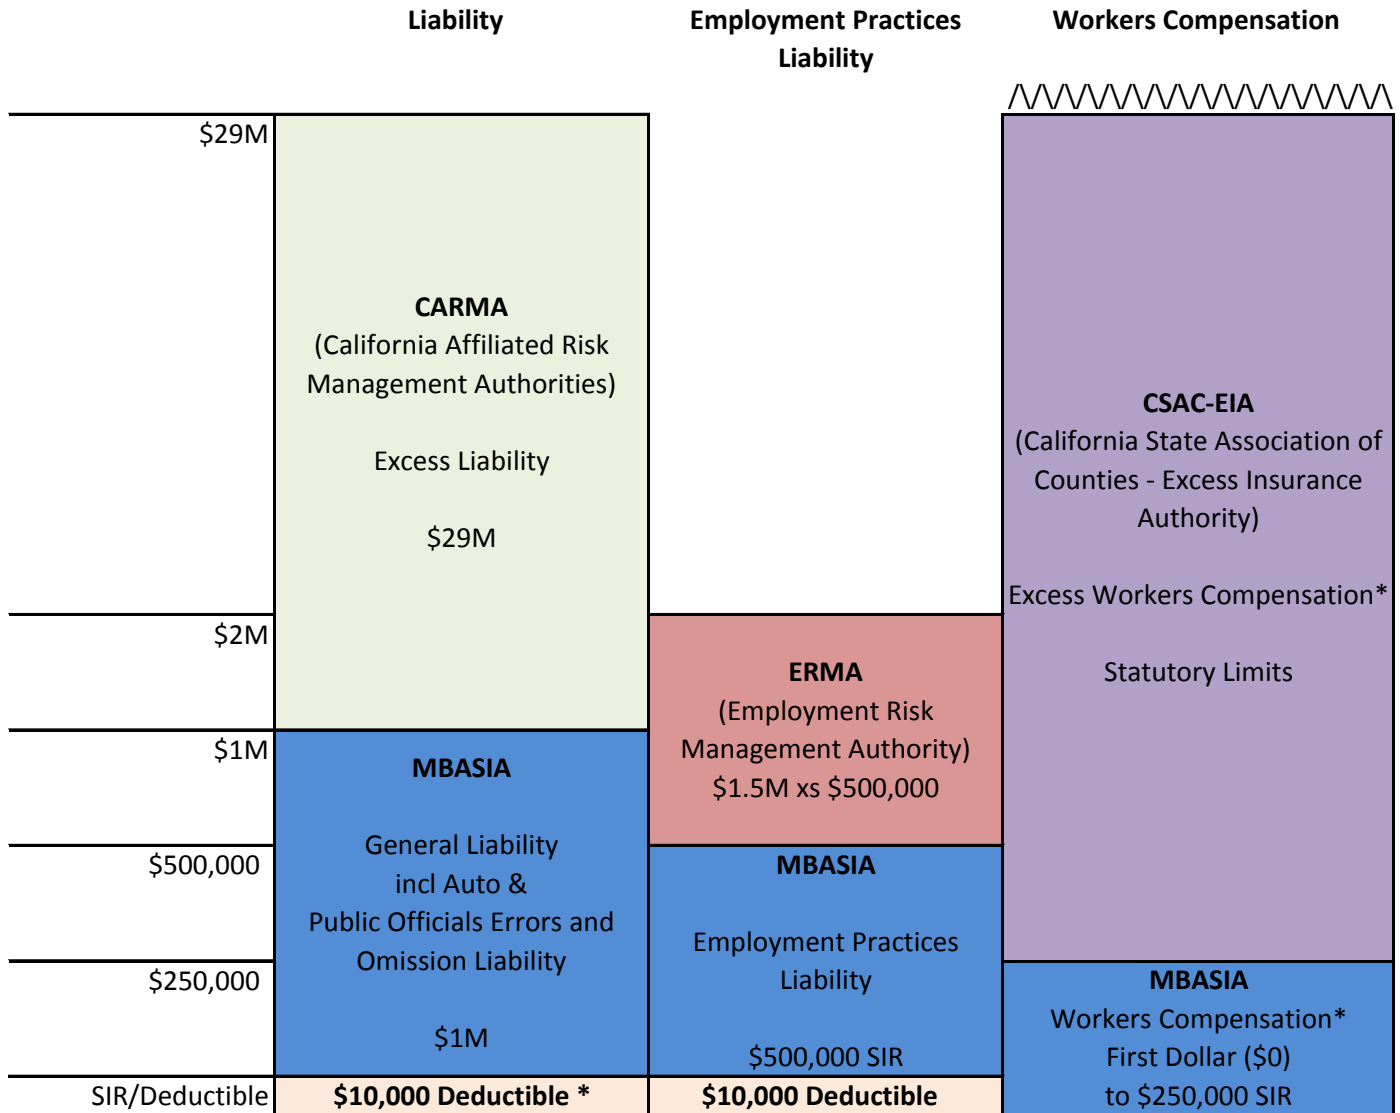 Liability
Employment Practices
Liability
Workers Compensation
/\/\/\/\/\/\/\/\/\/\/\/\/\/\/\/\/\/\/\/\/\
$29M
CARMA
(California Affiliated Risk
Management Authorities)
Excess Liability
$29M
CSAC-EIA
(California State Association of
Counties - Excess Insurance
Authority)
Excess Workers Compensation*
Statutory Limits
$2M
ERMA
(Employment Risk
Management Authority)
$1.5M xs $500,000
$1M
MBASIA
General Liability
incl Auto &
Public Officials Errors and
Omission Liability
$1M
$500,000
MBASIA
Employment Practices
Liability
$500,000 SIR
$250,000
MBASIA
Workers Compensation*
First Dollar ($0)
to $250,000 SIR
SIR/Deductible
$10,000 Deductible *
$10,000 Deductible